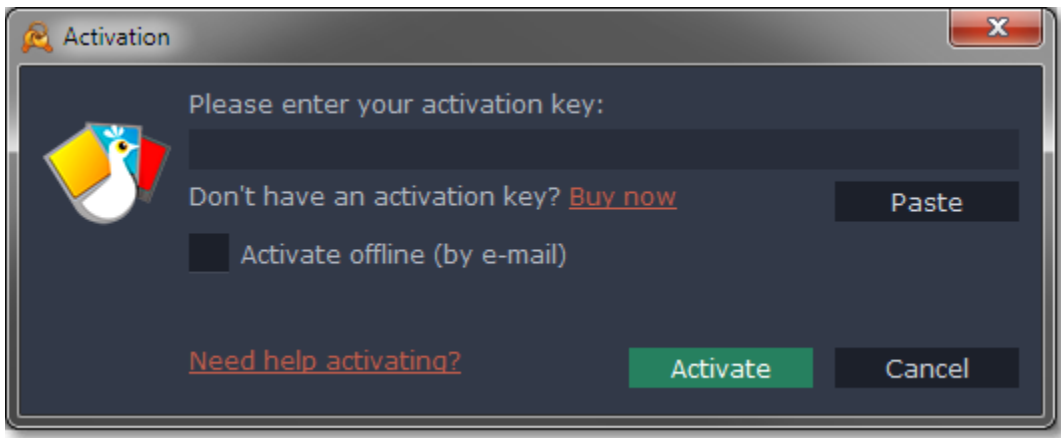 Activation
Please enter your activation key:
Don't have an activation key? Buy now
Paste
Activate offline (by e-mail)
Need help activating?
Activate
Cancel